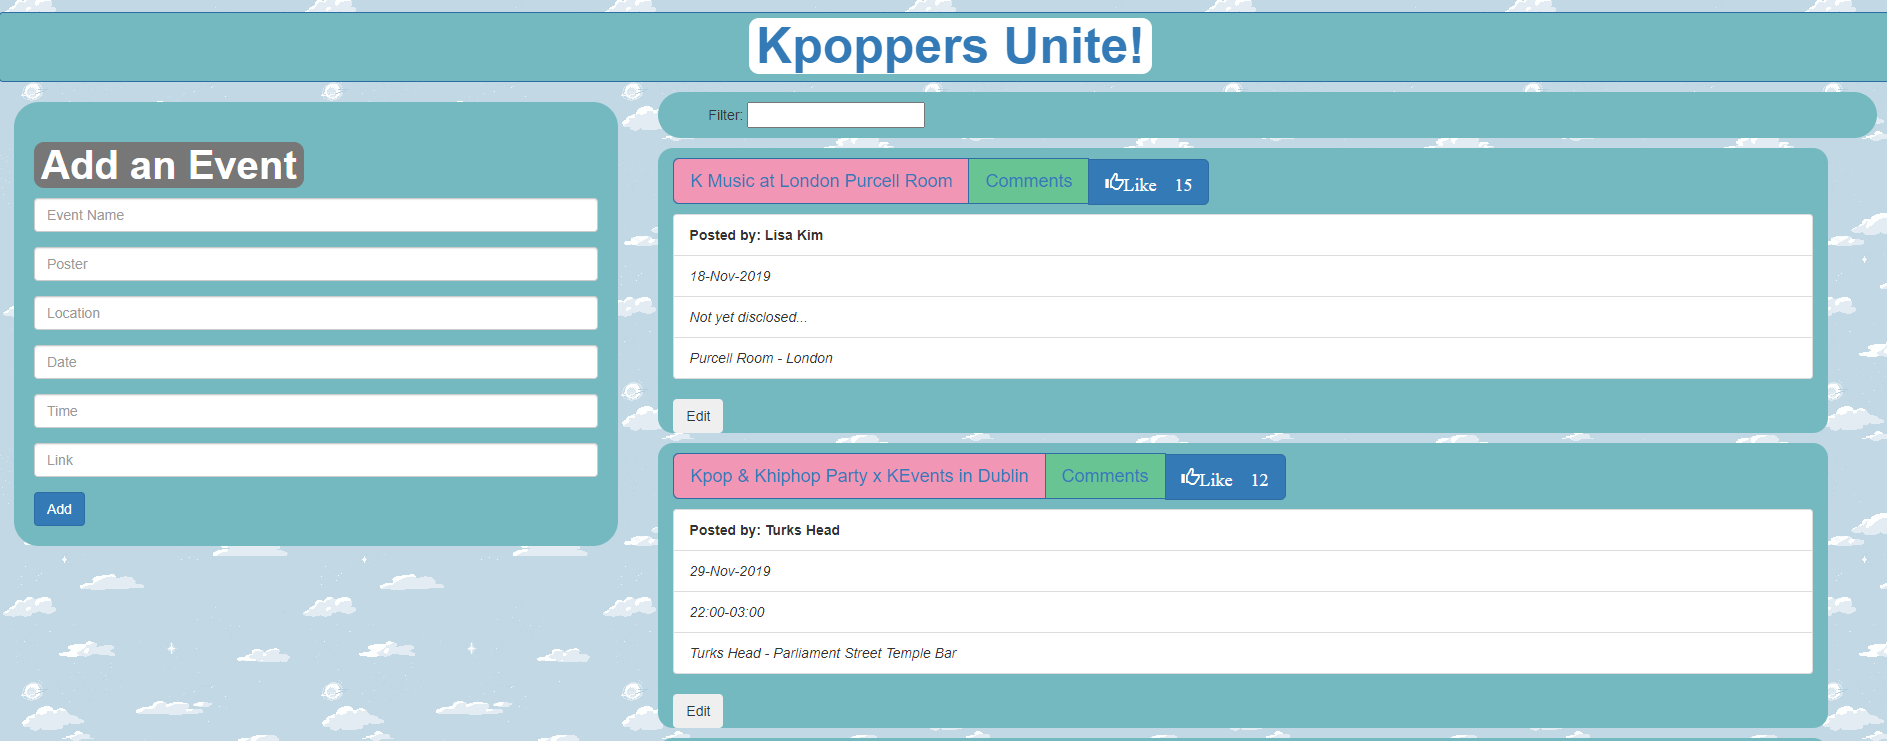 Kpoppers Unite!
Add an Event
Event Name
Poster
Location
Date
Time
Link
Add
Filter:
K Music at London Purcell Room Comments Like 15
Posted by: Lisa Kim
18-Nov-2019
Not yet disclosed...
Purcell Room - London
Edit
Kpop & Khiphop Party x KEvents in Dublin Comments Like 12
Posted by: Turks Head
29-Nov-2019
22:00-03:00
Turks Head - Parliament Street Temple Bar
Edit